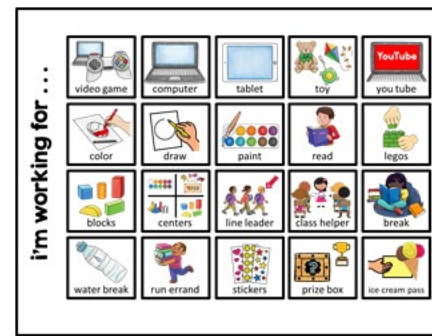 i'm working for . . .
video game
computer
tablet
YouTube
toy
you tube
color
draw
paint
read
legos
blocks
centers
line leader
class helper
break
water break
run errand
stickers
prize box
ice cream pass